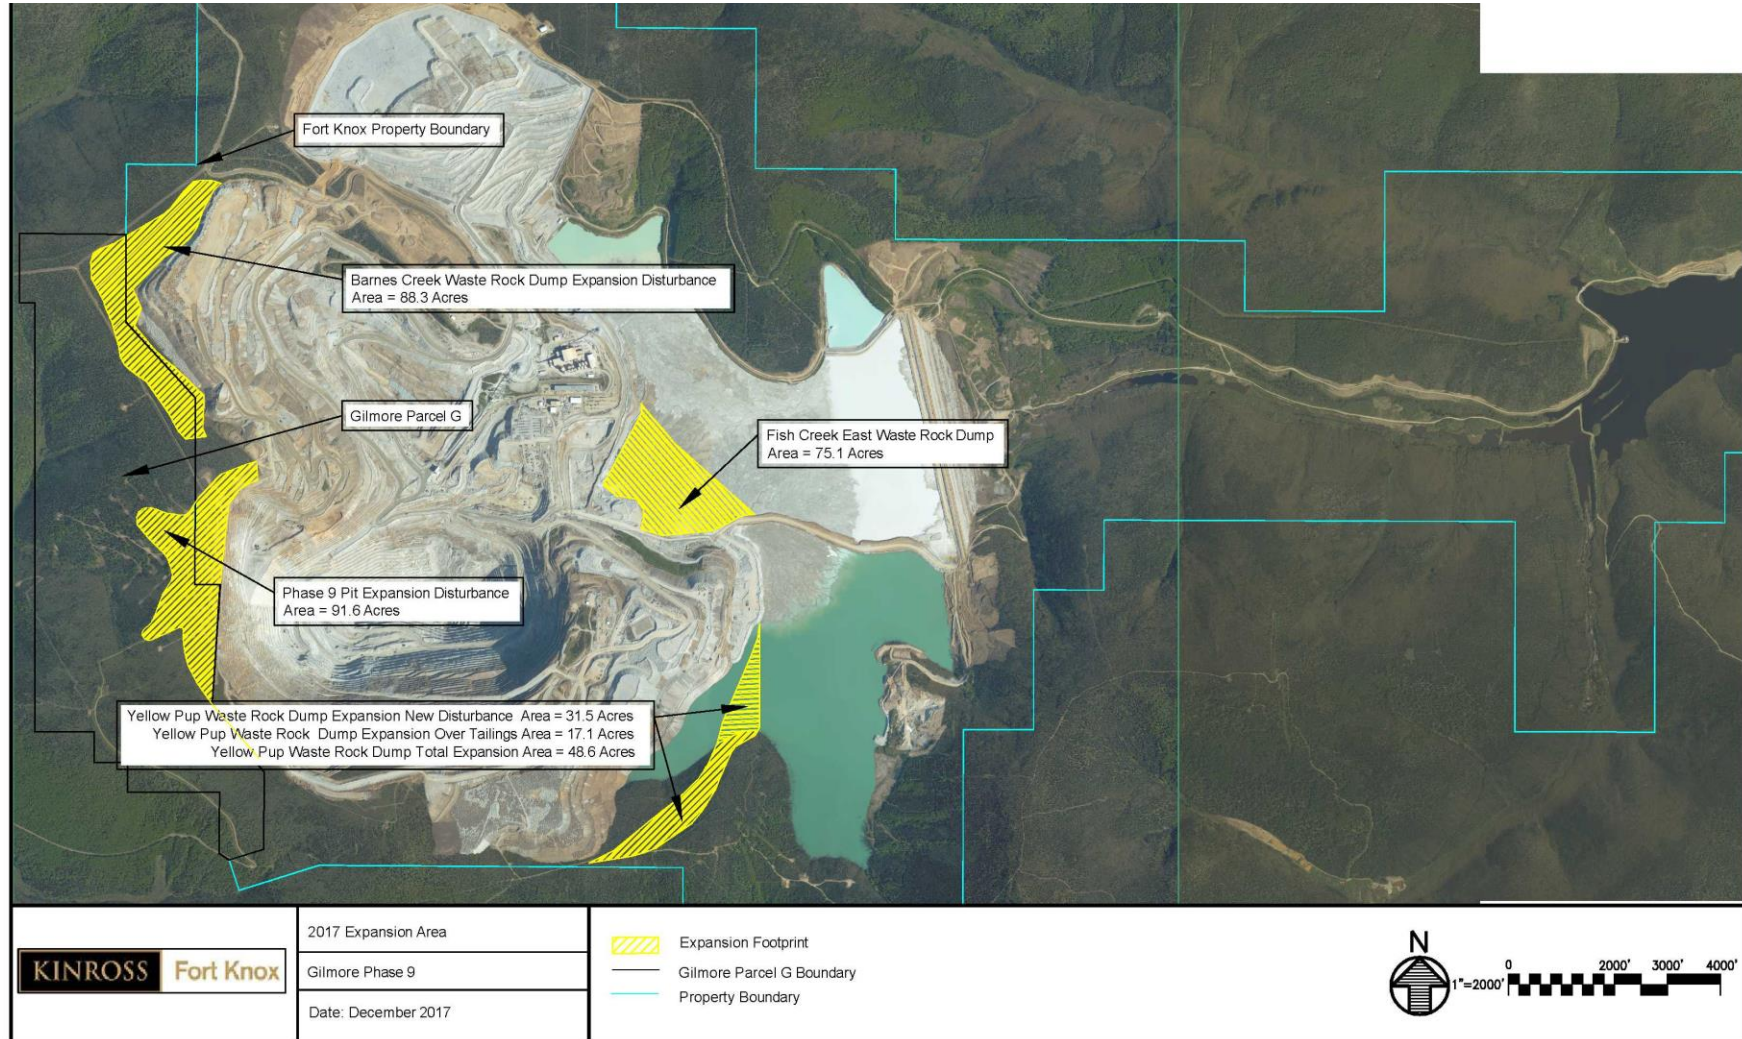 Fort Knox Property Boundary
Barnes Creek Waste Rock Dump Expansion Disturbance
Area = 88.3 Acres
Gilmore Parcel G
Fish Creek East Waste Rock Dump
Area = 75.1 Acres
Phase 9 Pit Expansion Disturbance
Area = 91.6 Acres
Yellow Pup Waste Rock Dump Expansion New Disturbance Area = 31.5 Acres
Yellow Pup Waste Rock Dump Expansion Over Tailings Area = 17.1 Acres
Yellow Pup Waste Rock Dump Total Expansion Area = 48.6 Acres
KINROSS Fort Knox
2017 Expansion Area
Gilmore Phase 9
Date: December 2017
Expansion Footprint
Gilmore Parcel G Boundary
Property Boundary
N
1"=2000'
0 2000' 3000' 4000'